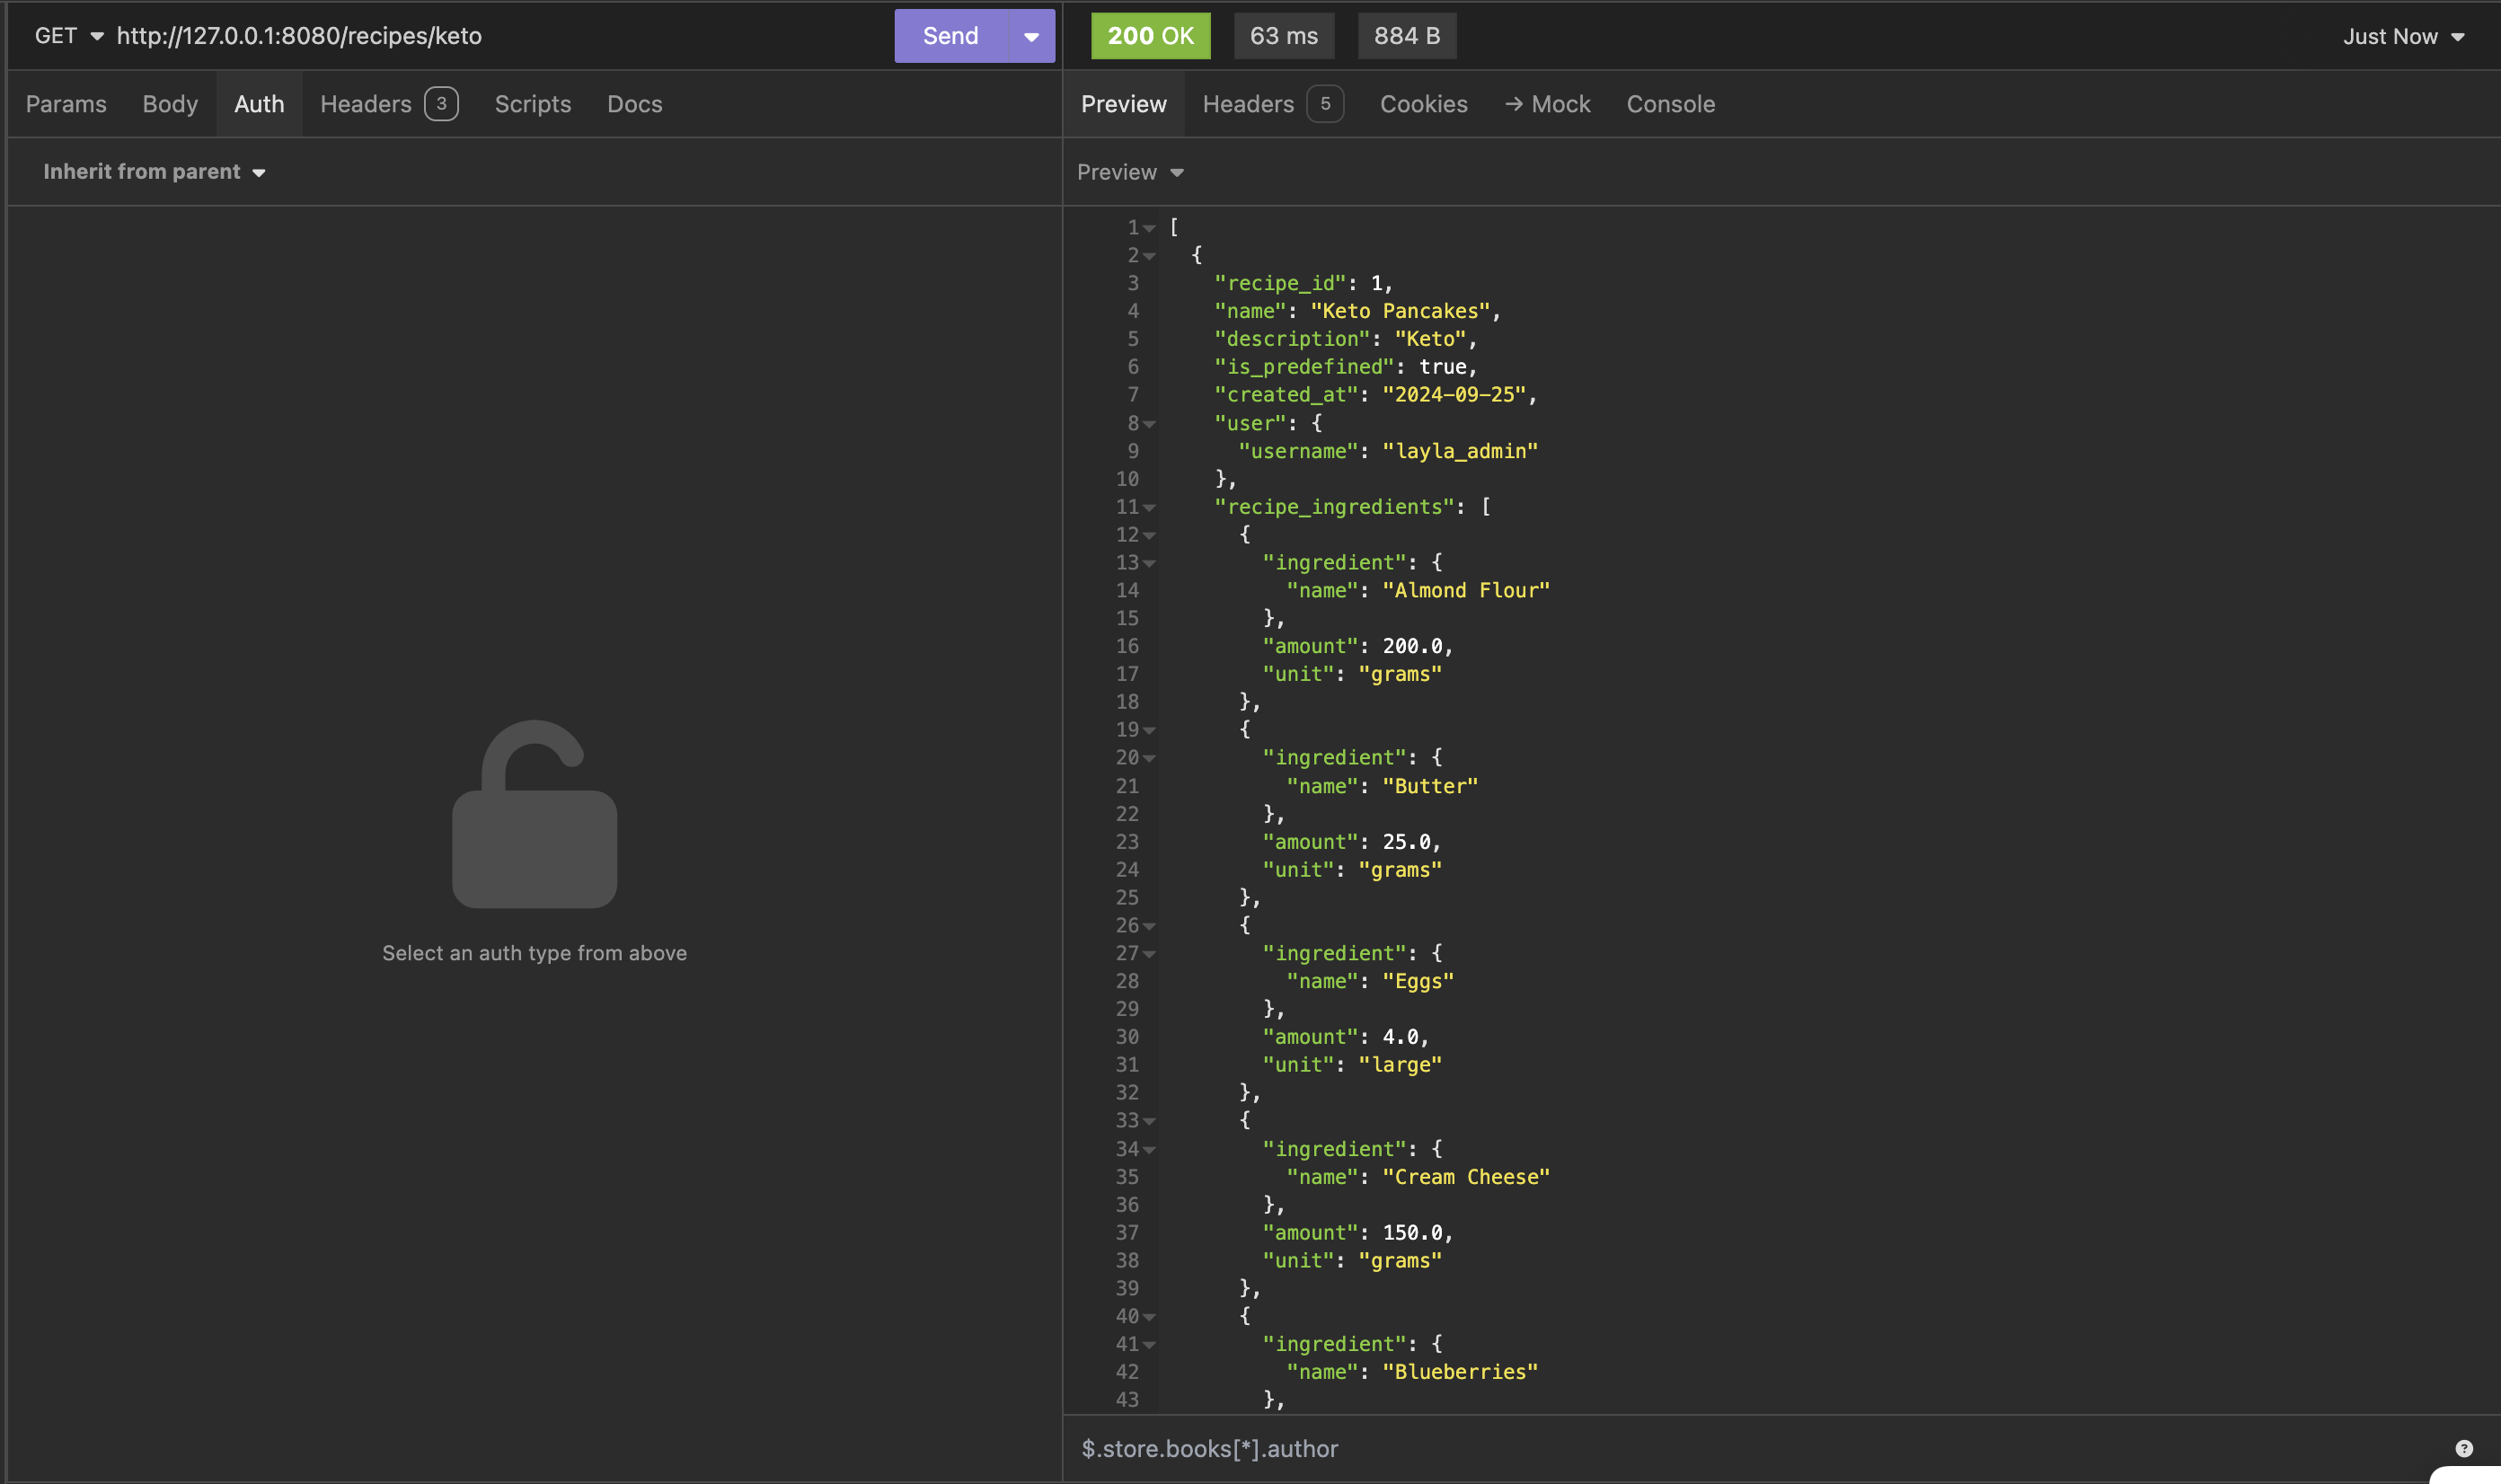 GET http://127.0.0.1:8080/recipes/keto Send
200 OK 63 ms 884 B Just Now
Params Body Auth Headers 3 Scripts Docs
Preview Headers 5 Cookies → Mock Console
Inherit from parent
Preview
1 [
2 {
3 "recipe_id": 1,
4 "name": "Keto Pancakes",
5 "description": "Keto",
6 "is_predefined": true,
7 "created_at": "2024-09-25",
8 "user": {
9 "username": "layla_admin"
10 },
11 "recipe_ingredients": [
12 {
13 "ingredient": {
14 "name": "Almond Flour"
15 },
16 "amount": 200.0,
17 "unit": "grams"
18 },
19 {
20 "ingredient": {
21 "name": "Butter"
22 },
23 "amount": 25.0,
24 "unit": "grams"
25 },
26 {
27 "ingredient": {
28 "name": "Eggs"
29 },
30 "amount": 4.0,
31 "unit": "large"
32 },
33 {
34 "ingredient": {
35 "name": "Cream Cheese"
36 },
37 "amount": 150.0,
38 "unit": "grams"
39 },
40 {
41 "ingredient": {
42 "name": "Blueberries"
43 },
Select an auth type from above
$.store.books[*].author
?